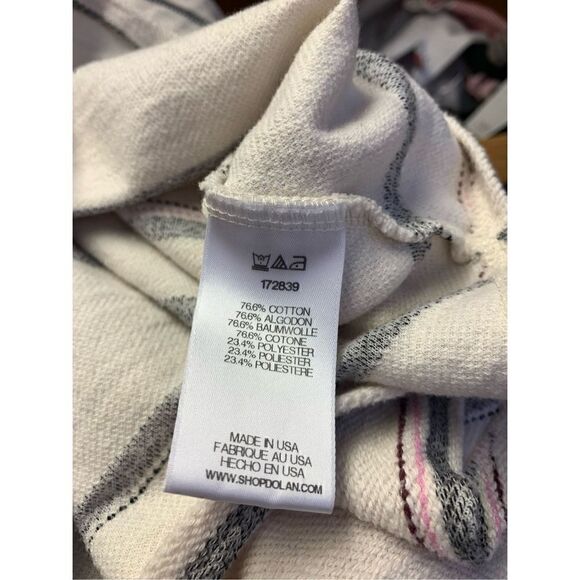 172839
76.6% COTTON
76.6% ALGODON
76.6% BAUMWOLLE
76.6% COTONE
23.4% POLYESTER
23.4% POLIESTER
23.4% POLIESTERE
MADE IN USA
FABRIQUE AU USA
HECHO EN USA
WWW.SHOPDOLAN.COM